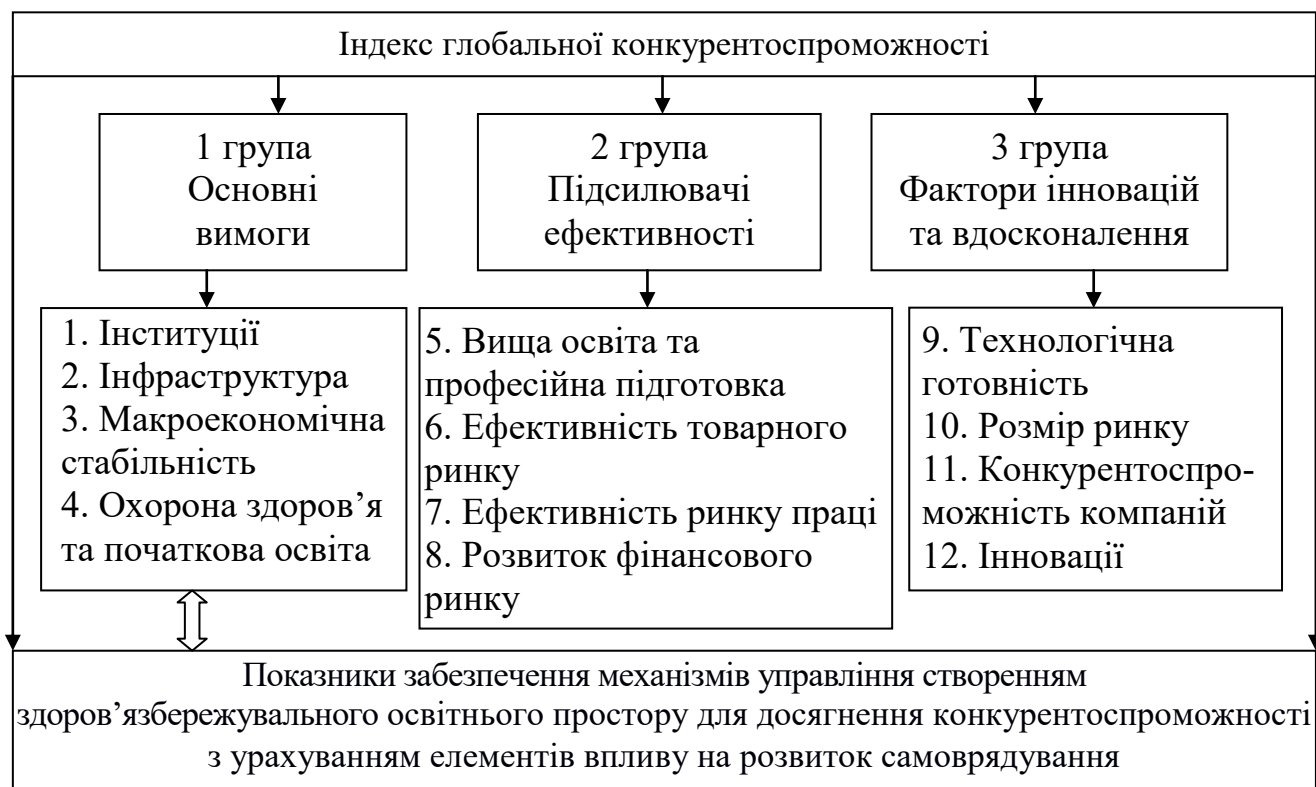 Індекс глобальної конкурентоспроможності
1 група
Основні
вимоги
2 група
Підсилювачі
ефективності
3 група
Фактори інновацій
та вдосконалення
1. Інституції
2. Інфраструктура
3. Макроекономічна
стабільність
4. Охорона здоров’я
та початкова освіта
5. Вища освіта та
професійна підготовка
6. Ефективність товарного
ринку
7. Ефективність ринку праці
8. Розвиток фінансового
ринку
9. Технологічна
готовність
10. Розмір ринку
11. Конкурентоспро-
можність компаній
12. Інновації
Показники забезпечення механізмів управління створенням
здоров’язбережувального освітнього простору для досягнення конкурентоспроможності
з урахуванням елементів впливу на розвиток самоврядування